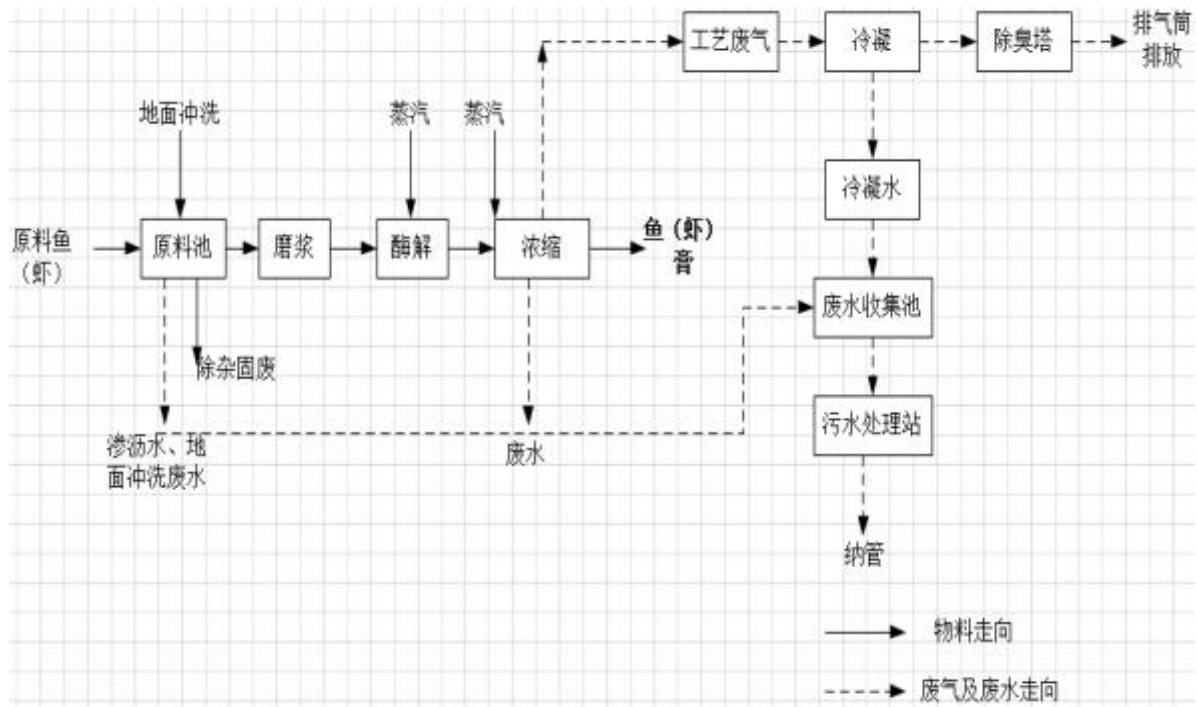 工艺废气
冷凝
除臭塔
排气筒
排放
地面冲洗
蒸汽
蒸汽
冷凝水
原料鱼
（虾）
原料池
磨浆
酶解
浓缩
鱼（虾）
膏
废水收集池
除杂固废
污水处理站
渗沥水、地
面冲洗废水
废水
纳管
物料走向
废气及废水走向